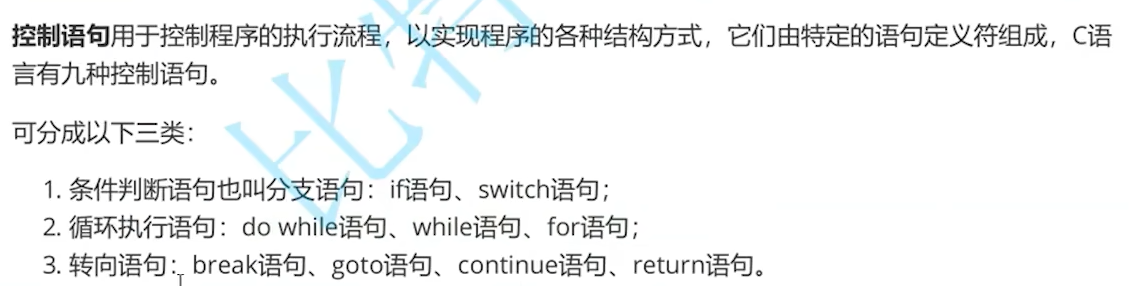 控制语句用于控制程序的执行流程，以实现程序的各种结构方式，它们由特定的语句定义符组成，C语
言有九种控制语句。
可分成以下三类：
1. 条件判断语句也叫分支语句：if语句、switch语句；
2. 循环执行语句：do while语句、while语句、for语句；
3. 转向语句：break语句、goto语句、continue语句、return语句。
比特